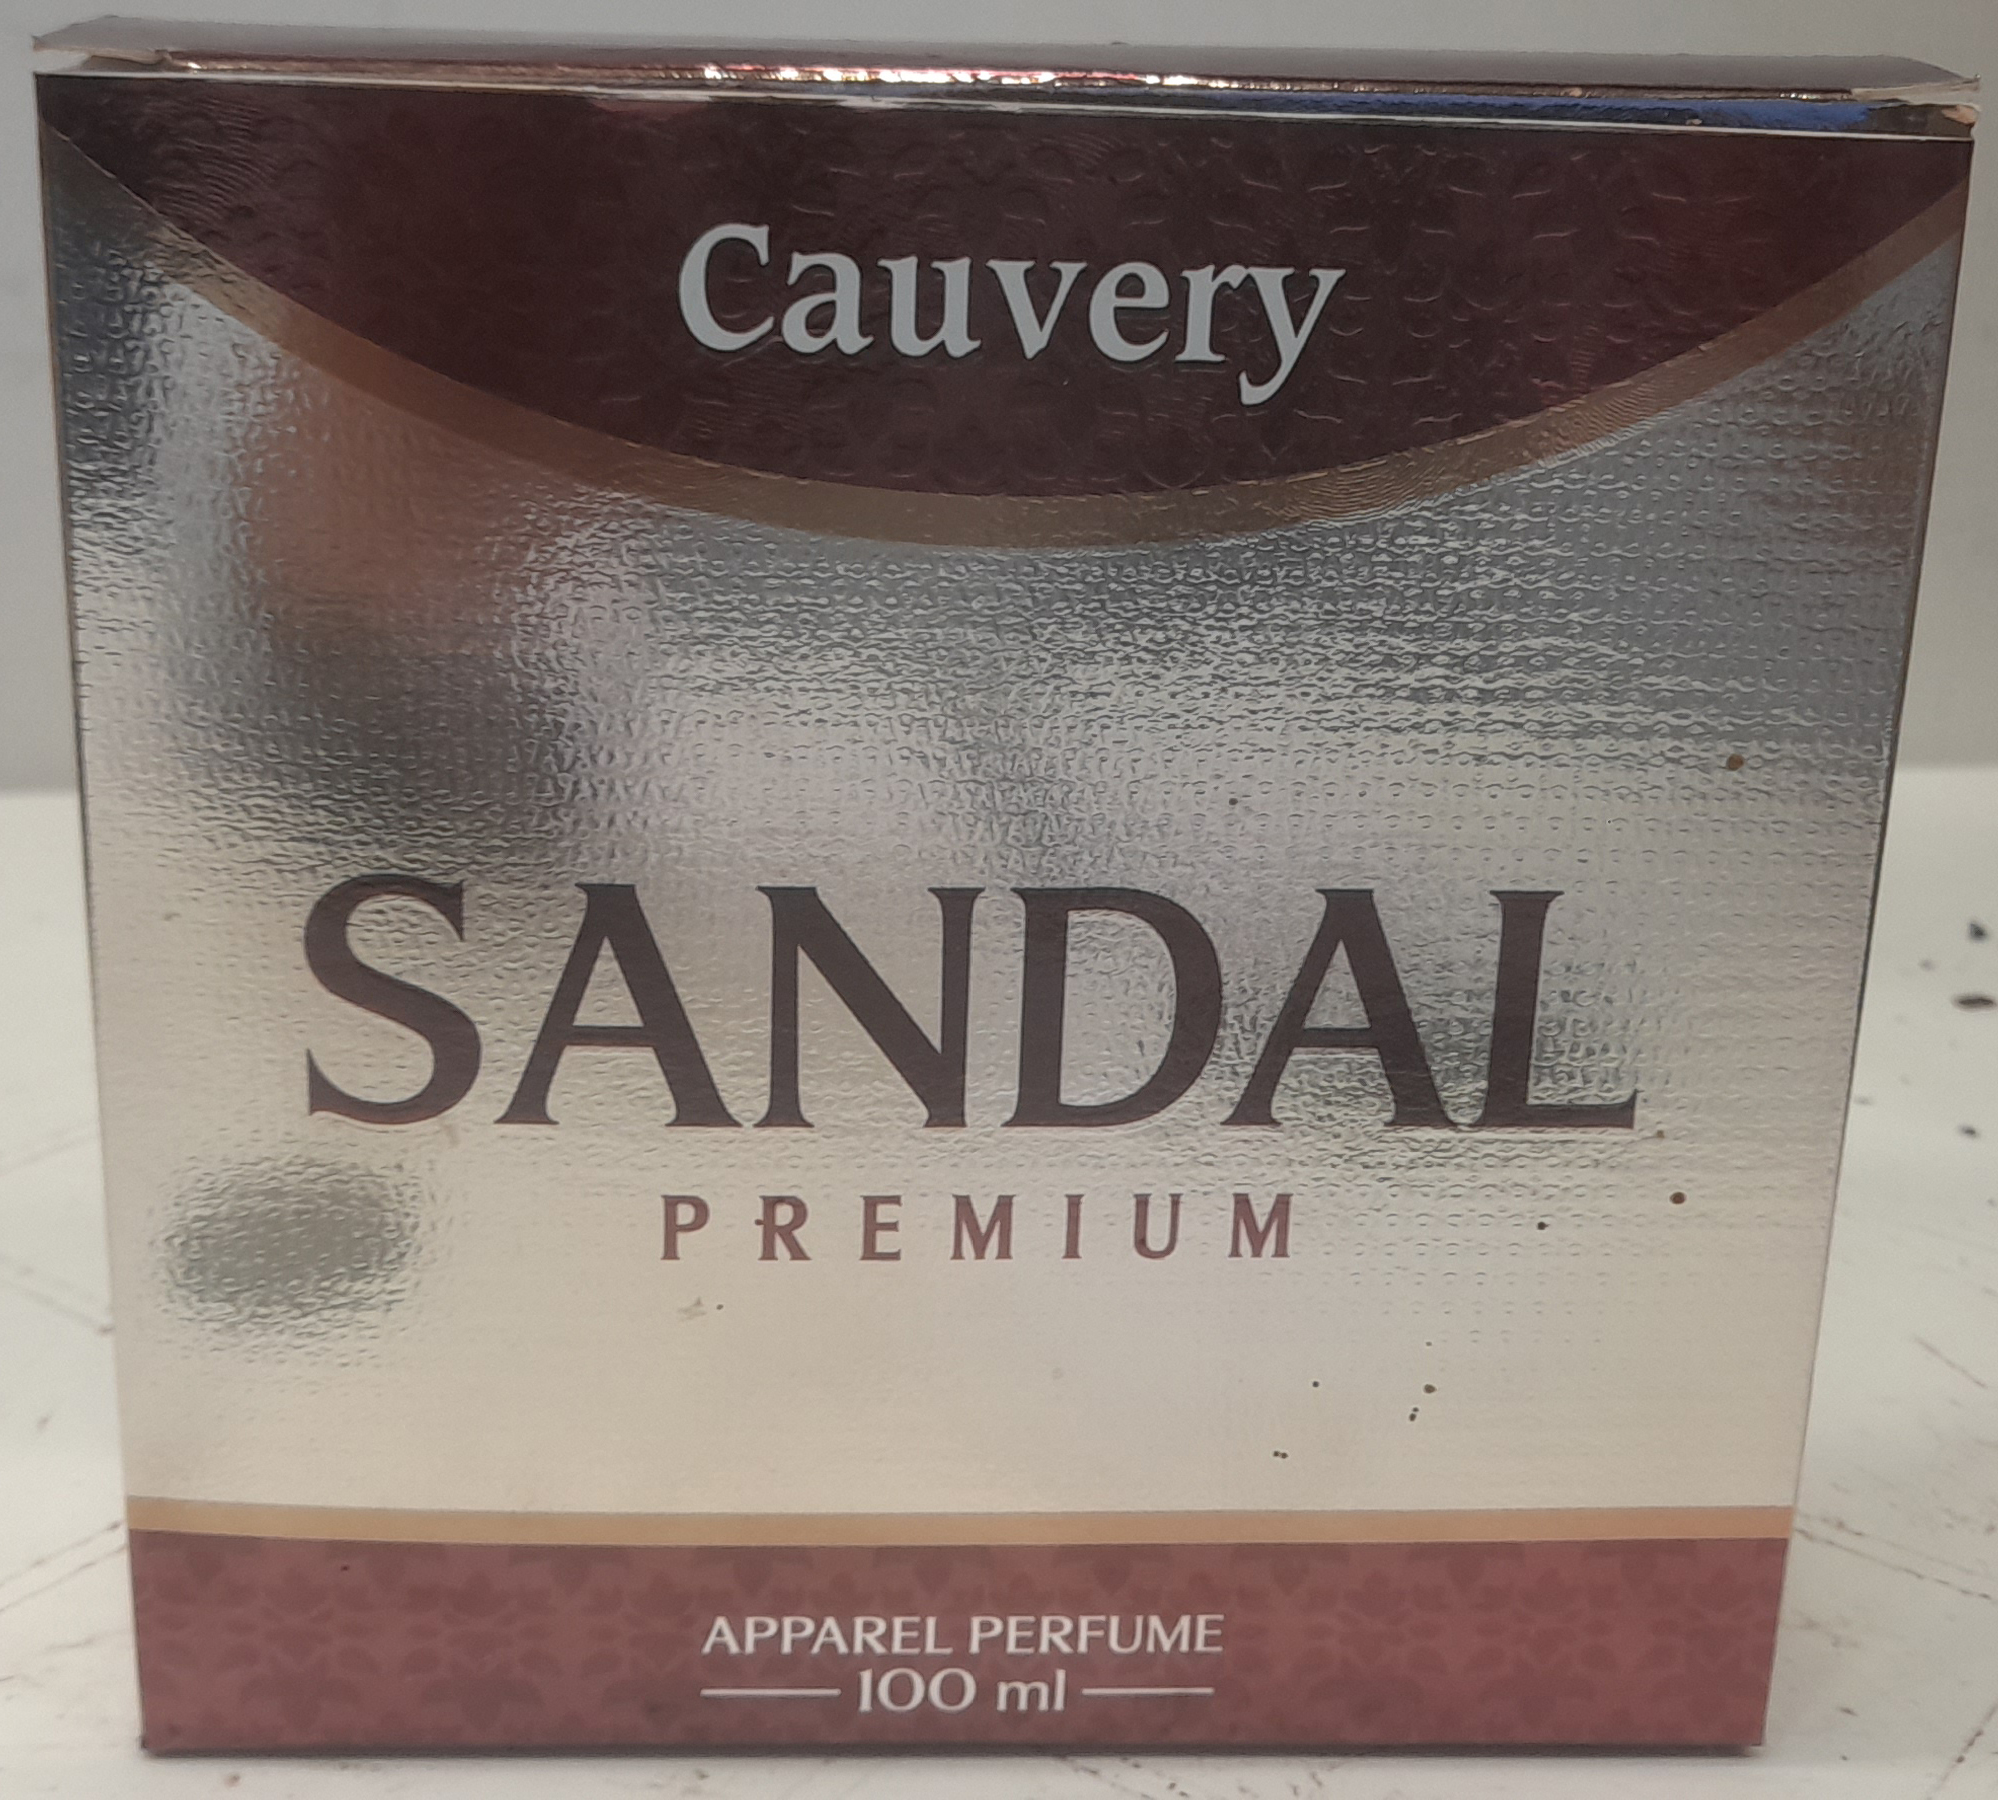 Cauvery
SANDAL
PREMIUM
APPAREL PERFUME
100 ml